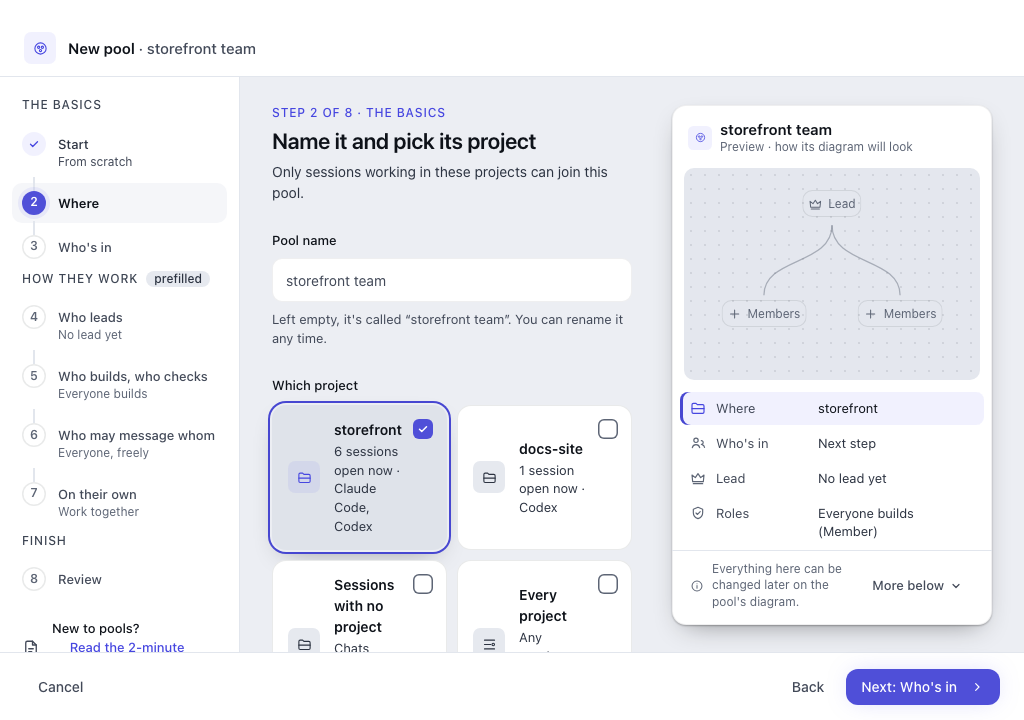 New pool · storefront team
THE BASICS
Start
From scratch
2
Where
3
Who's in
HOW THEY WORK prefilled
4
Who leads
No lead yet
5
Who builds, who checks
Everyone builds
6
Who may message whom
Everyone, freely
7
On their own
Work together
FINISH
8
Review
New to pools?
Read the 2-minute
STEP 2 OF 8 · THE BASICS
Name it and pick its project
Only sessions working in these projects can join this
pool.
Pool name
storefront team
Left empty, it's called “storefront team”. You can rename it
any time.
Which project
storefront
6 sessions
open now ·
Claude
Code,
Codex
docs-site
1 session
open now ·
Codex
Sessions
with no
project
Chats
Every
project
Any
storefront team
Preview · how its diagram will look
Lead
Members
Members
Where storefront
Who's in Next step
Lead No lead yet
Roles Everyone builds
(Member)
Everything here can be
changed later on the
pool's diagram.
More below
Cancel
Back
Next: Who's in